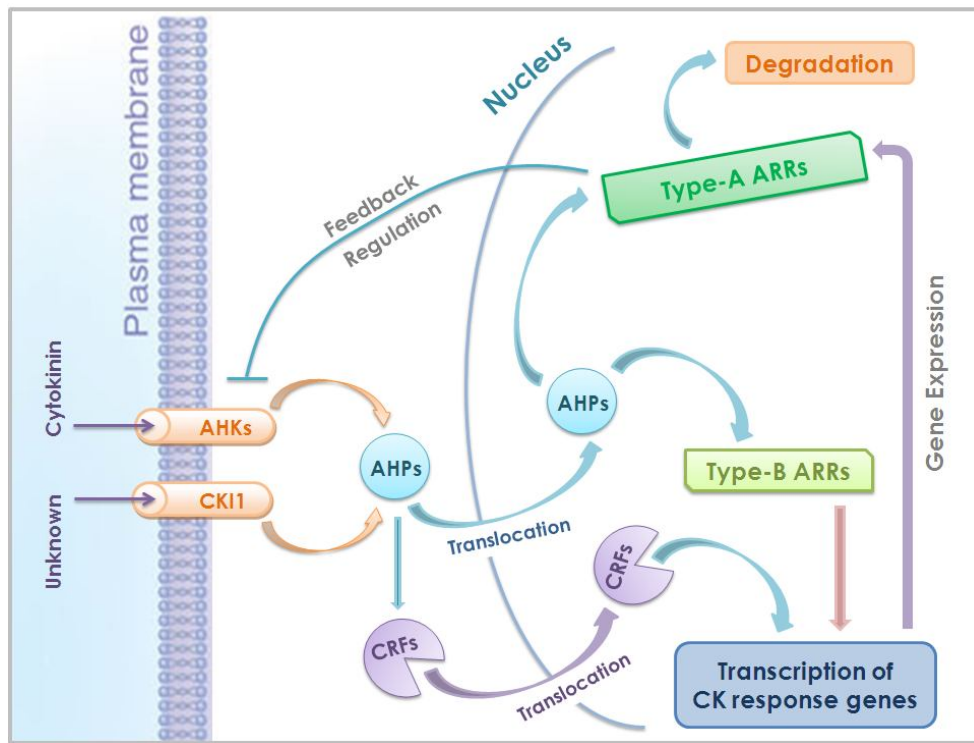 Plasma membrane
Nucleus
Degradation
Type-A ARRs
Feedback
Regulation
Gene Expression
Cytokinin
AHKs
AHPs
AHPs
Type-B ARRs
Unknown
CKI1
Translocation
CRFs
CRFs
Translocation
Transcription of
CK response genes